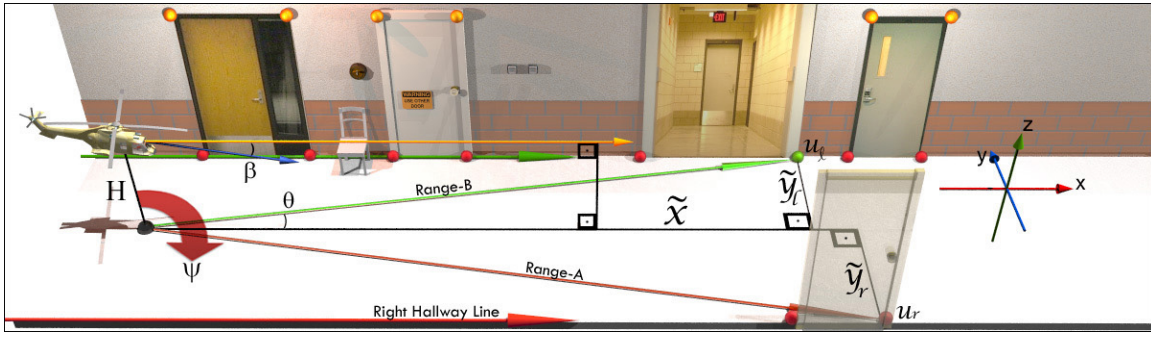 EXIT
WARNING
USE OTHER
DOOR
z
y
x
u_ℓ
β
H
Range-B
ỹ_l
θ
x̃
ψ
Range-A
ỹ_r
Right Hallway Line
u_r